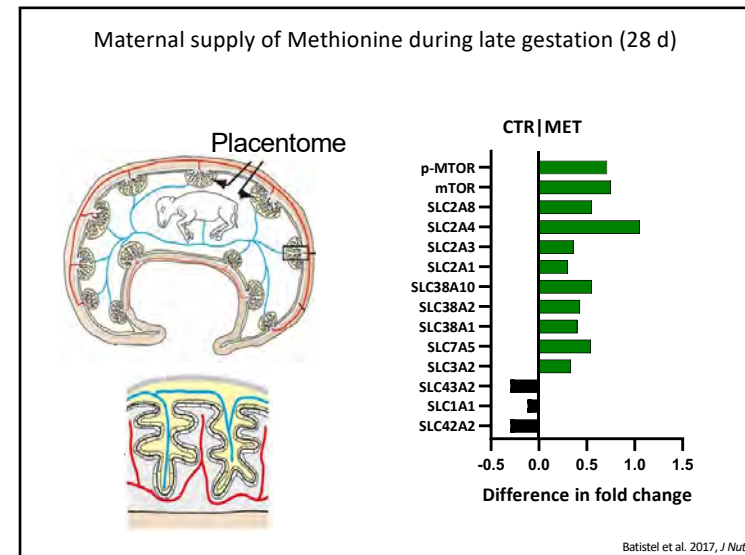 Maternal supply of Methionine during late gestation (28 d)
Placentome
CTR|MET
p-MTOR
mTOR
SLC2A8
SLC2A4
SLC2A3
SLC2A1
SLC38A10
SLC38A2
SLC38A1
SLC7A5
SLC3A2
SLC43A2
SLC1A1
SLC42A2
-0.5 0.0 0.5 1.0 1.5
Difference in fold change
Batistel et al. 2017, J Nut